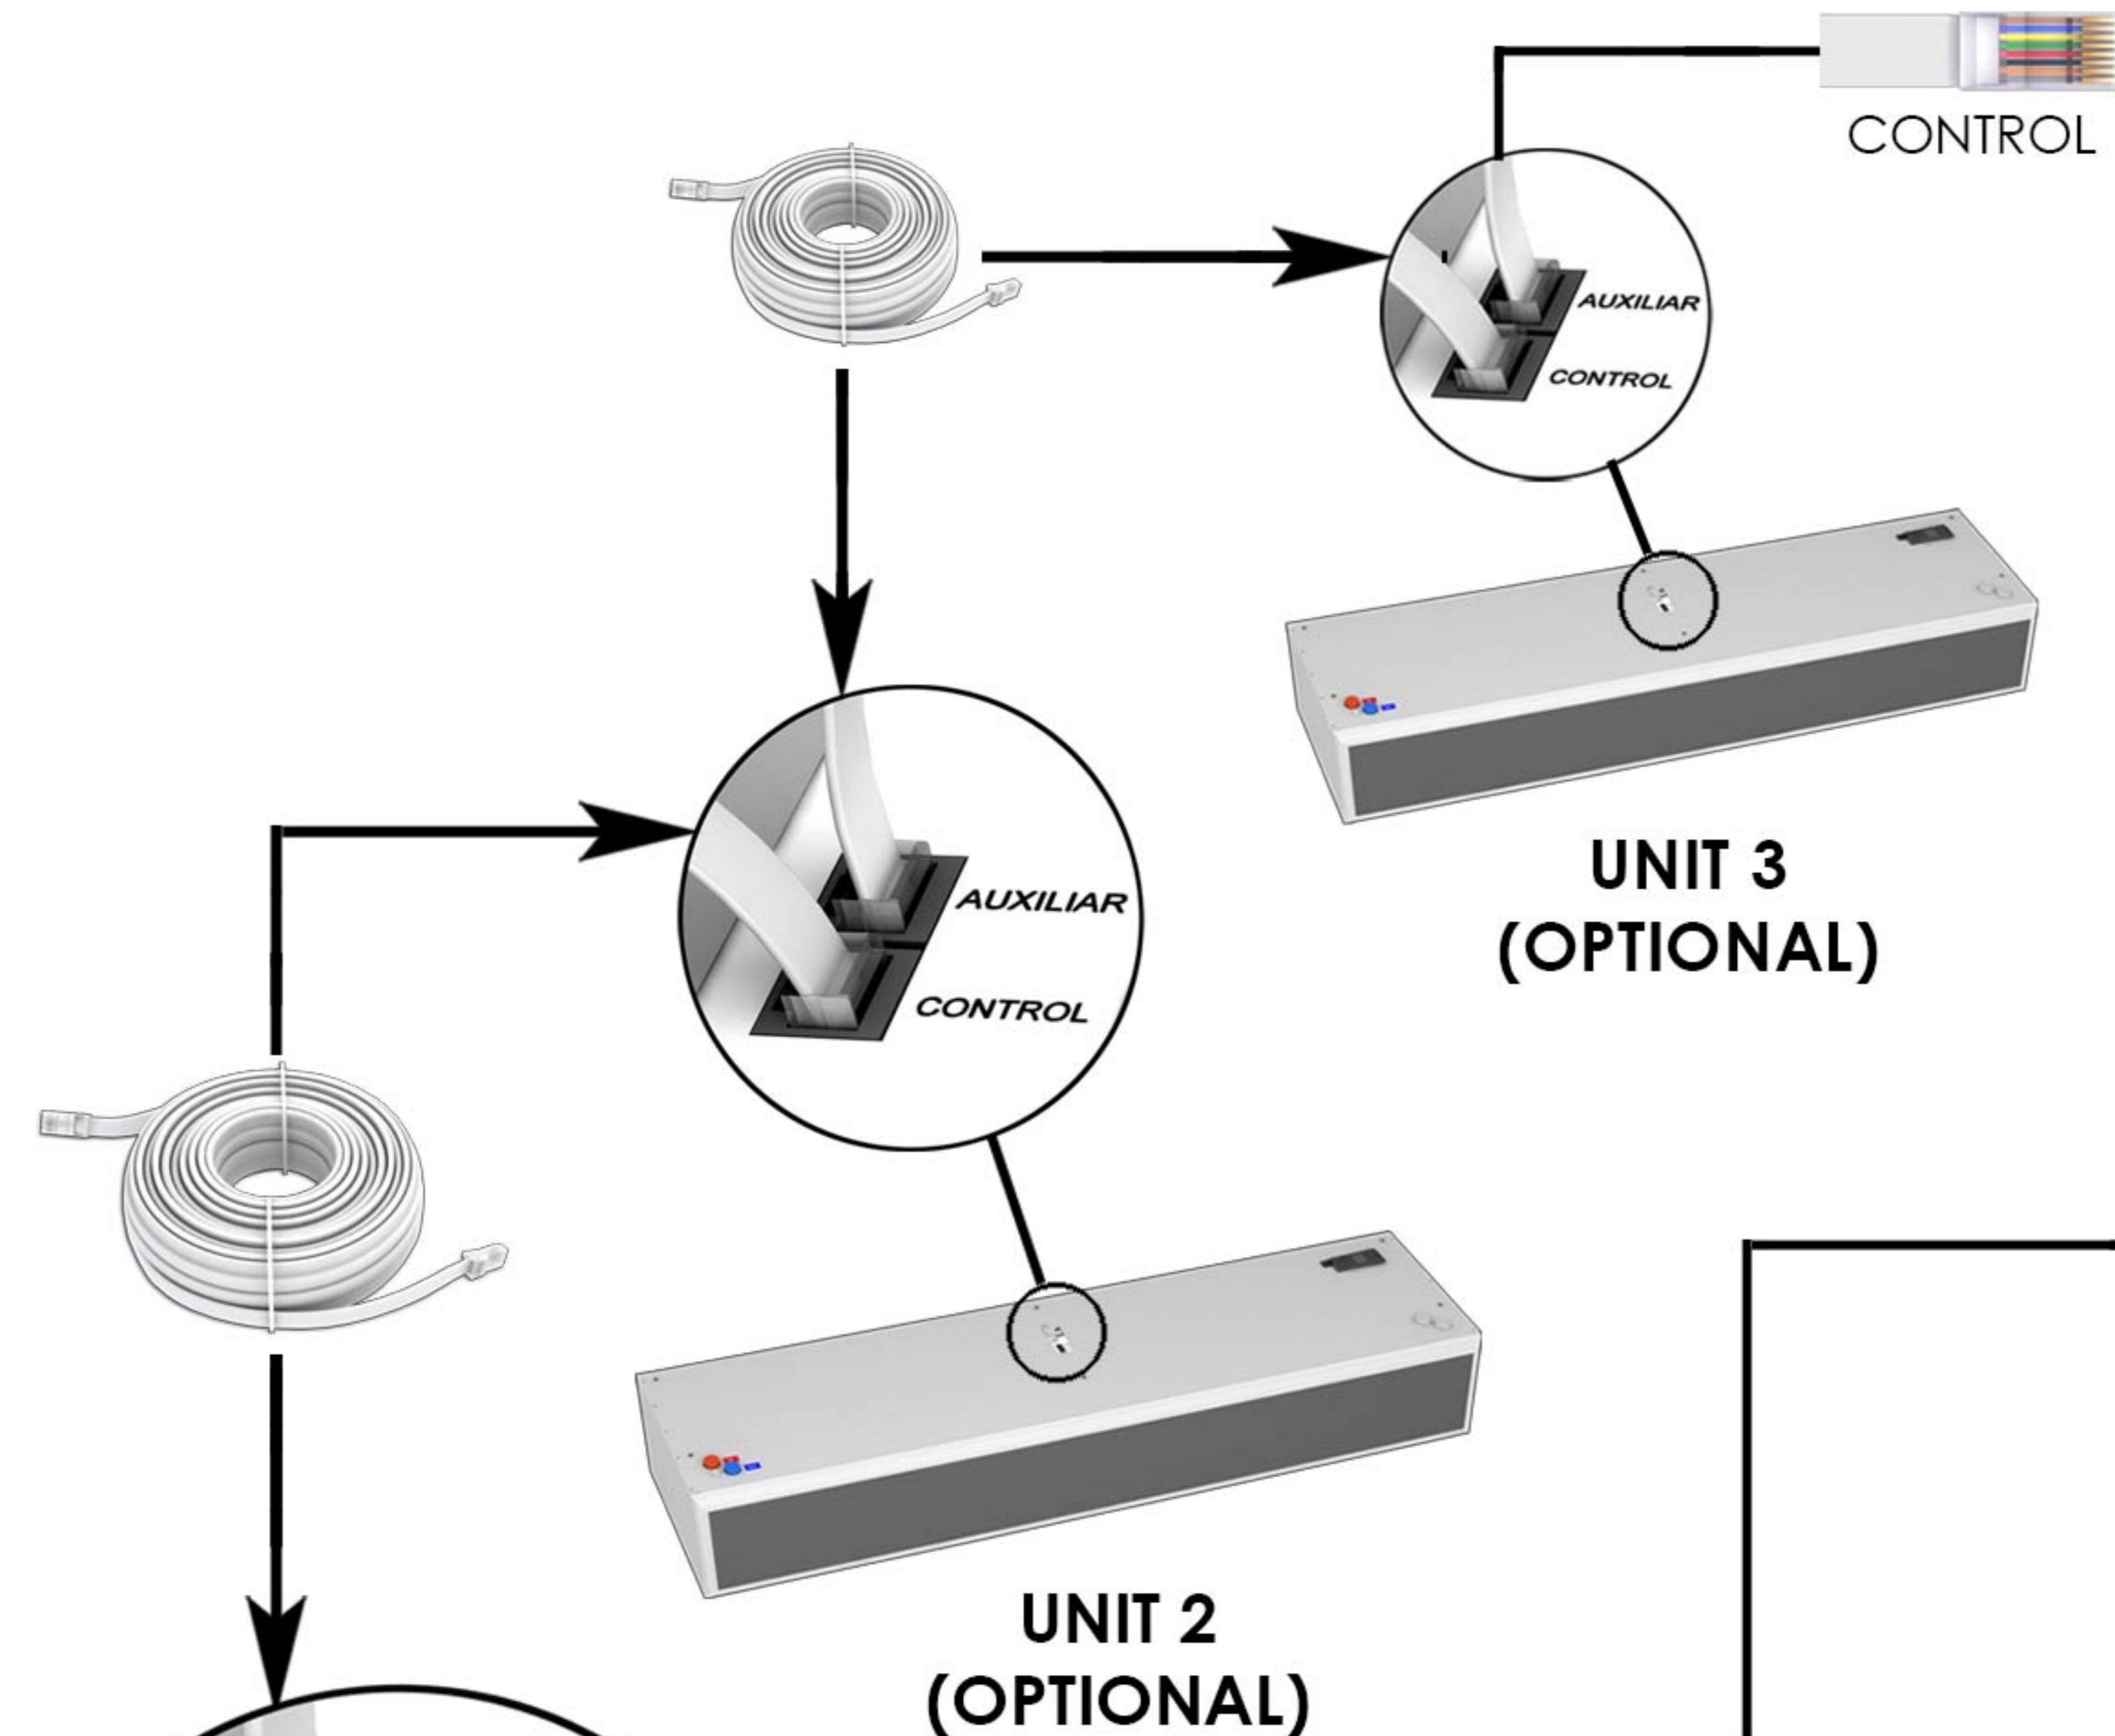 CONTROL
AUXILIAR
CONTROL
UNIT 3
(OPTIONAL)
AUXILIAR
CONTROL
UNIT 2
(OPTIONAL)